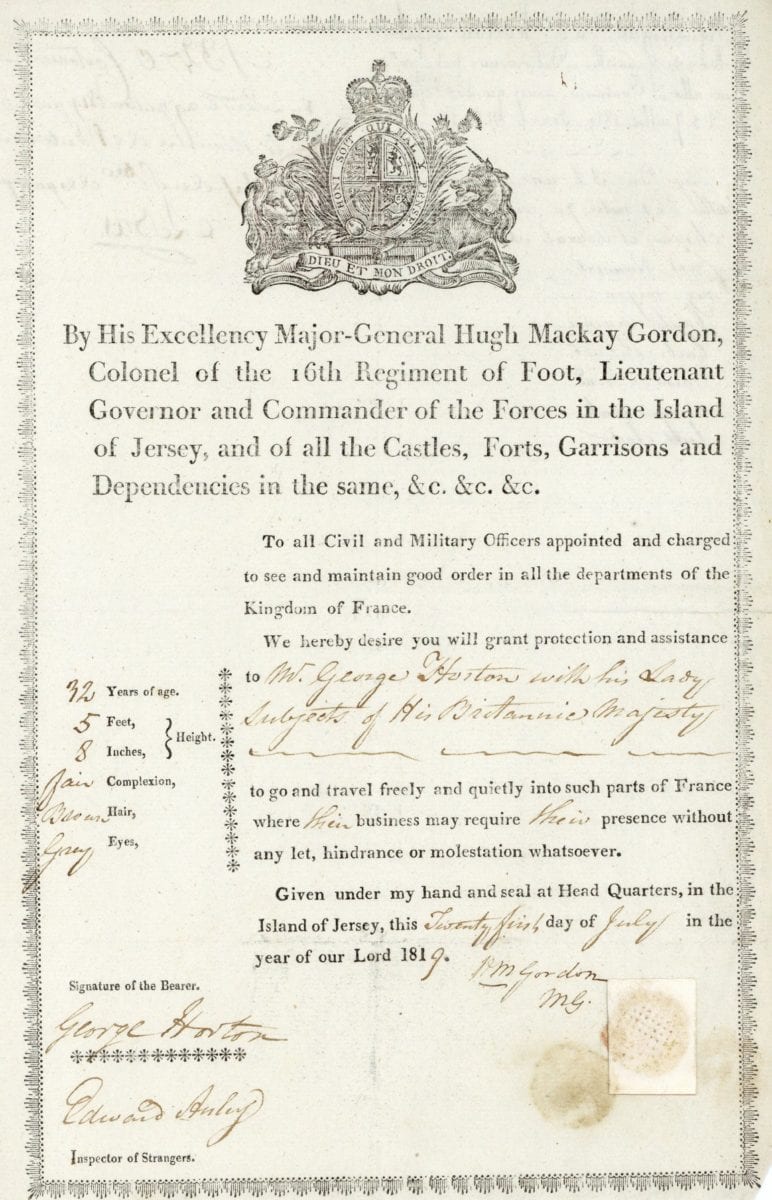 HONI SOIT QUI MAL Y PENSE
DIEU ET MON DROIT
By His Excellency Major-General Hugh Mackay Gordon,
Colonel of the 16th Regiment of Foot, Lieutenant
Governor and Commander of the Forces in the Island
of Jersey, and of all the Castles, Forts, Garrisons and
Dependencies in the same, &c. &c. &c.
To all Civil and Military Officers appointed and charged
to see and maintain good order in all the departments of the
Kingdom of France.
We hereby desire you will grant protection and assistance
to Mr. George Horton with his Lady
Subjects of His Britannic Majesty
to go and travel freely and quietly into such parts of France
where their business may require their presence without
any let, hindrance or molestation whatsoever.
Given under my hand and seal at Head Quarters, in the
Island of Jersey, this Twenty first day of July in the
year of our Lord 1819.
Gordon
MG.
32 Years of age.
5 Feet,
8 Inches,
Height.
fair Complexion,
Brown Hair,
Grey Eyes,
Signature of the Bearer.
George Horton
Edward
Inspector of Strangers.